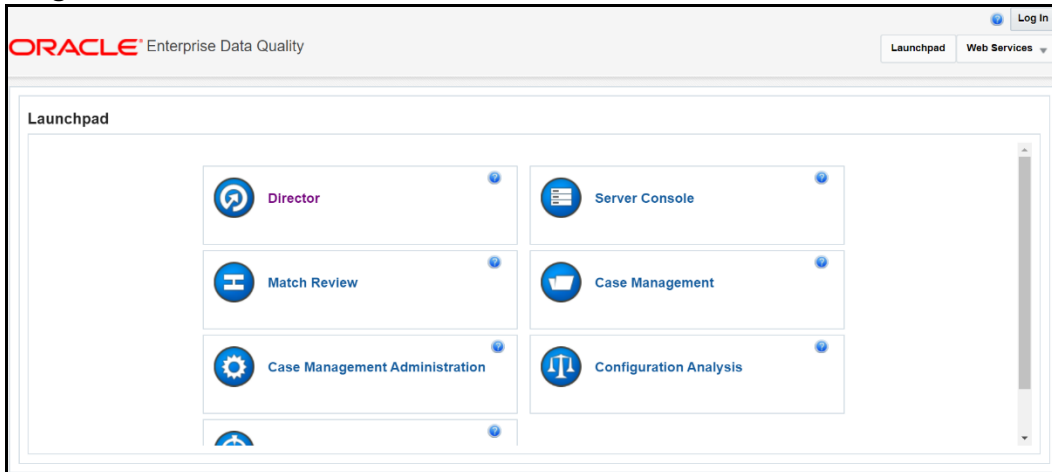 Log In
ORACLE Enterprise Data Quality
Launchpad Web Services
Launchpad
Director
Server Console
Match Review
Case Management
Case Management Administration
Configuration Analysis